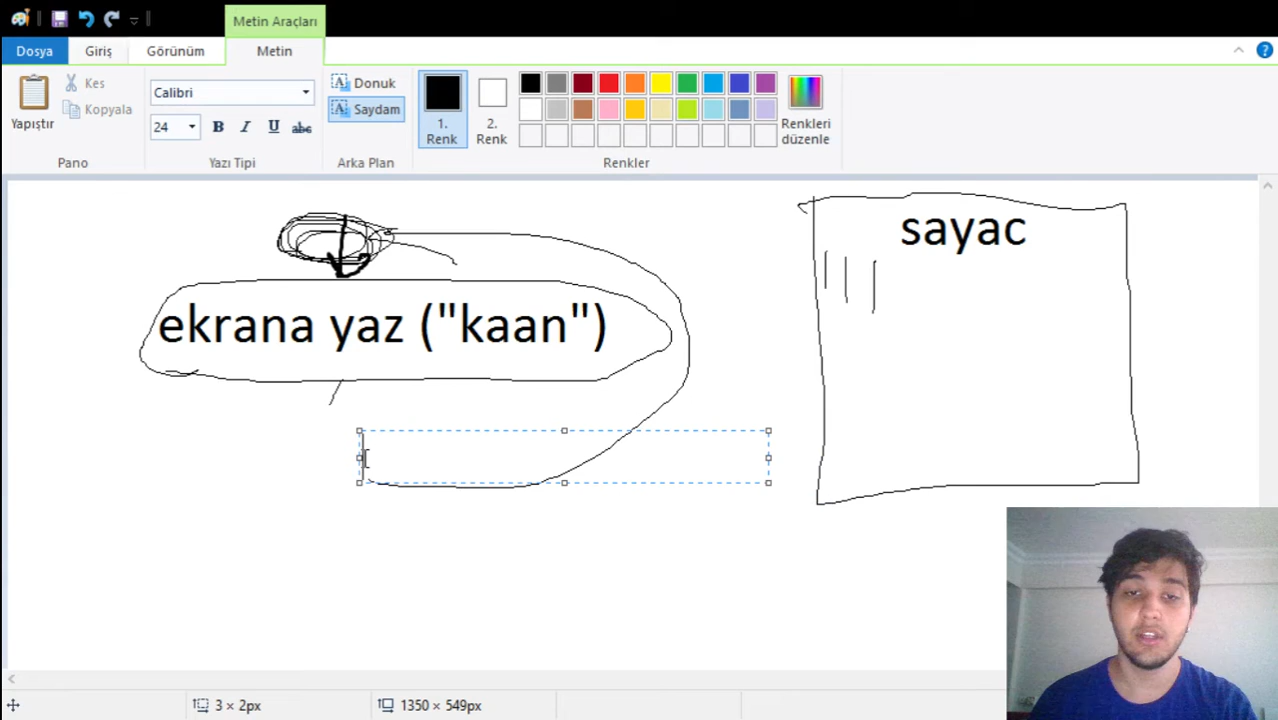 Metin Araçları
Dosya Giriş Görünüm Metin
Yapıştır
Kes
Kopyala
Pano
Calibri
24
B I U abc
Yazı Tipi
A Donuk
A Saydam
Arka Plan
1. Renk
2. Renk
Renkleri düzenle
Renkler
sayac
ekrana yaz ("kaan")
3 × 2px
1350 × 549px